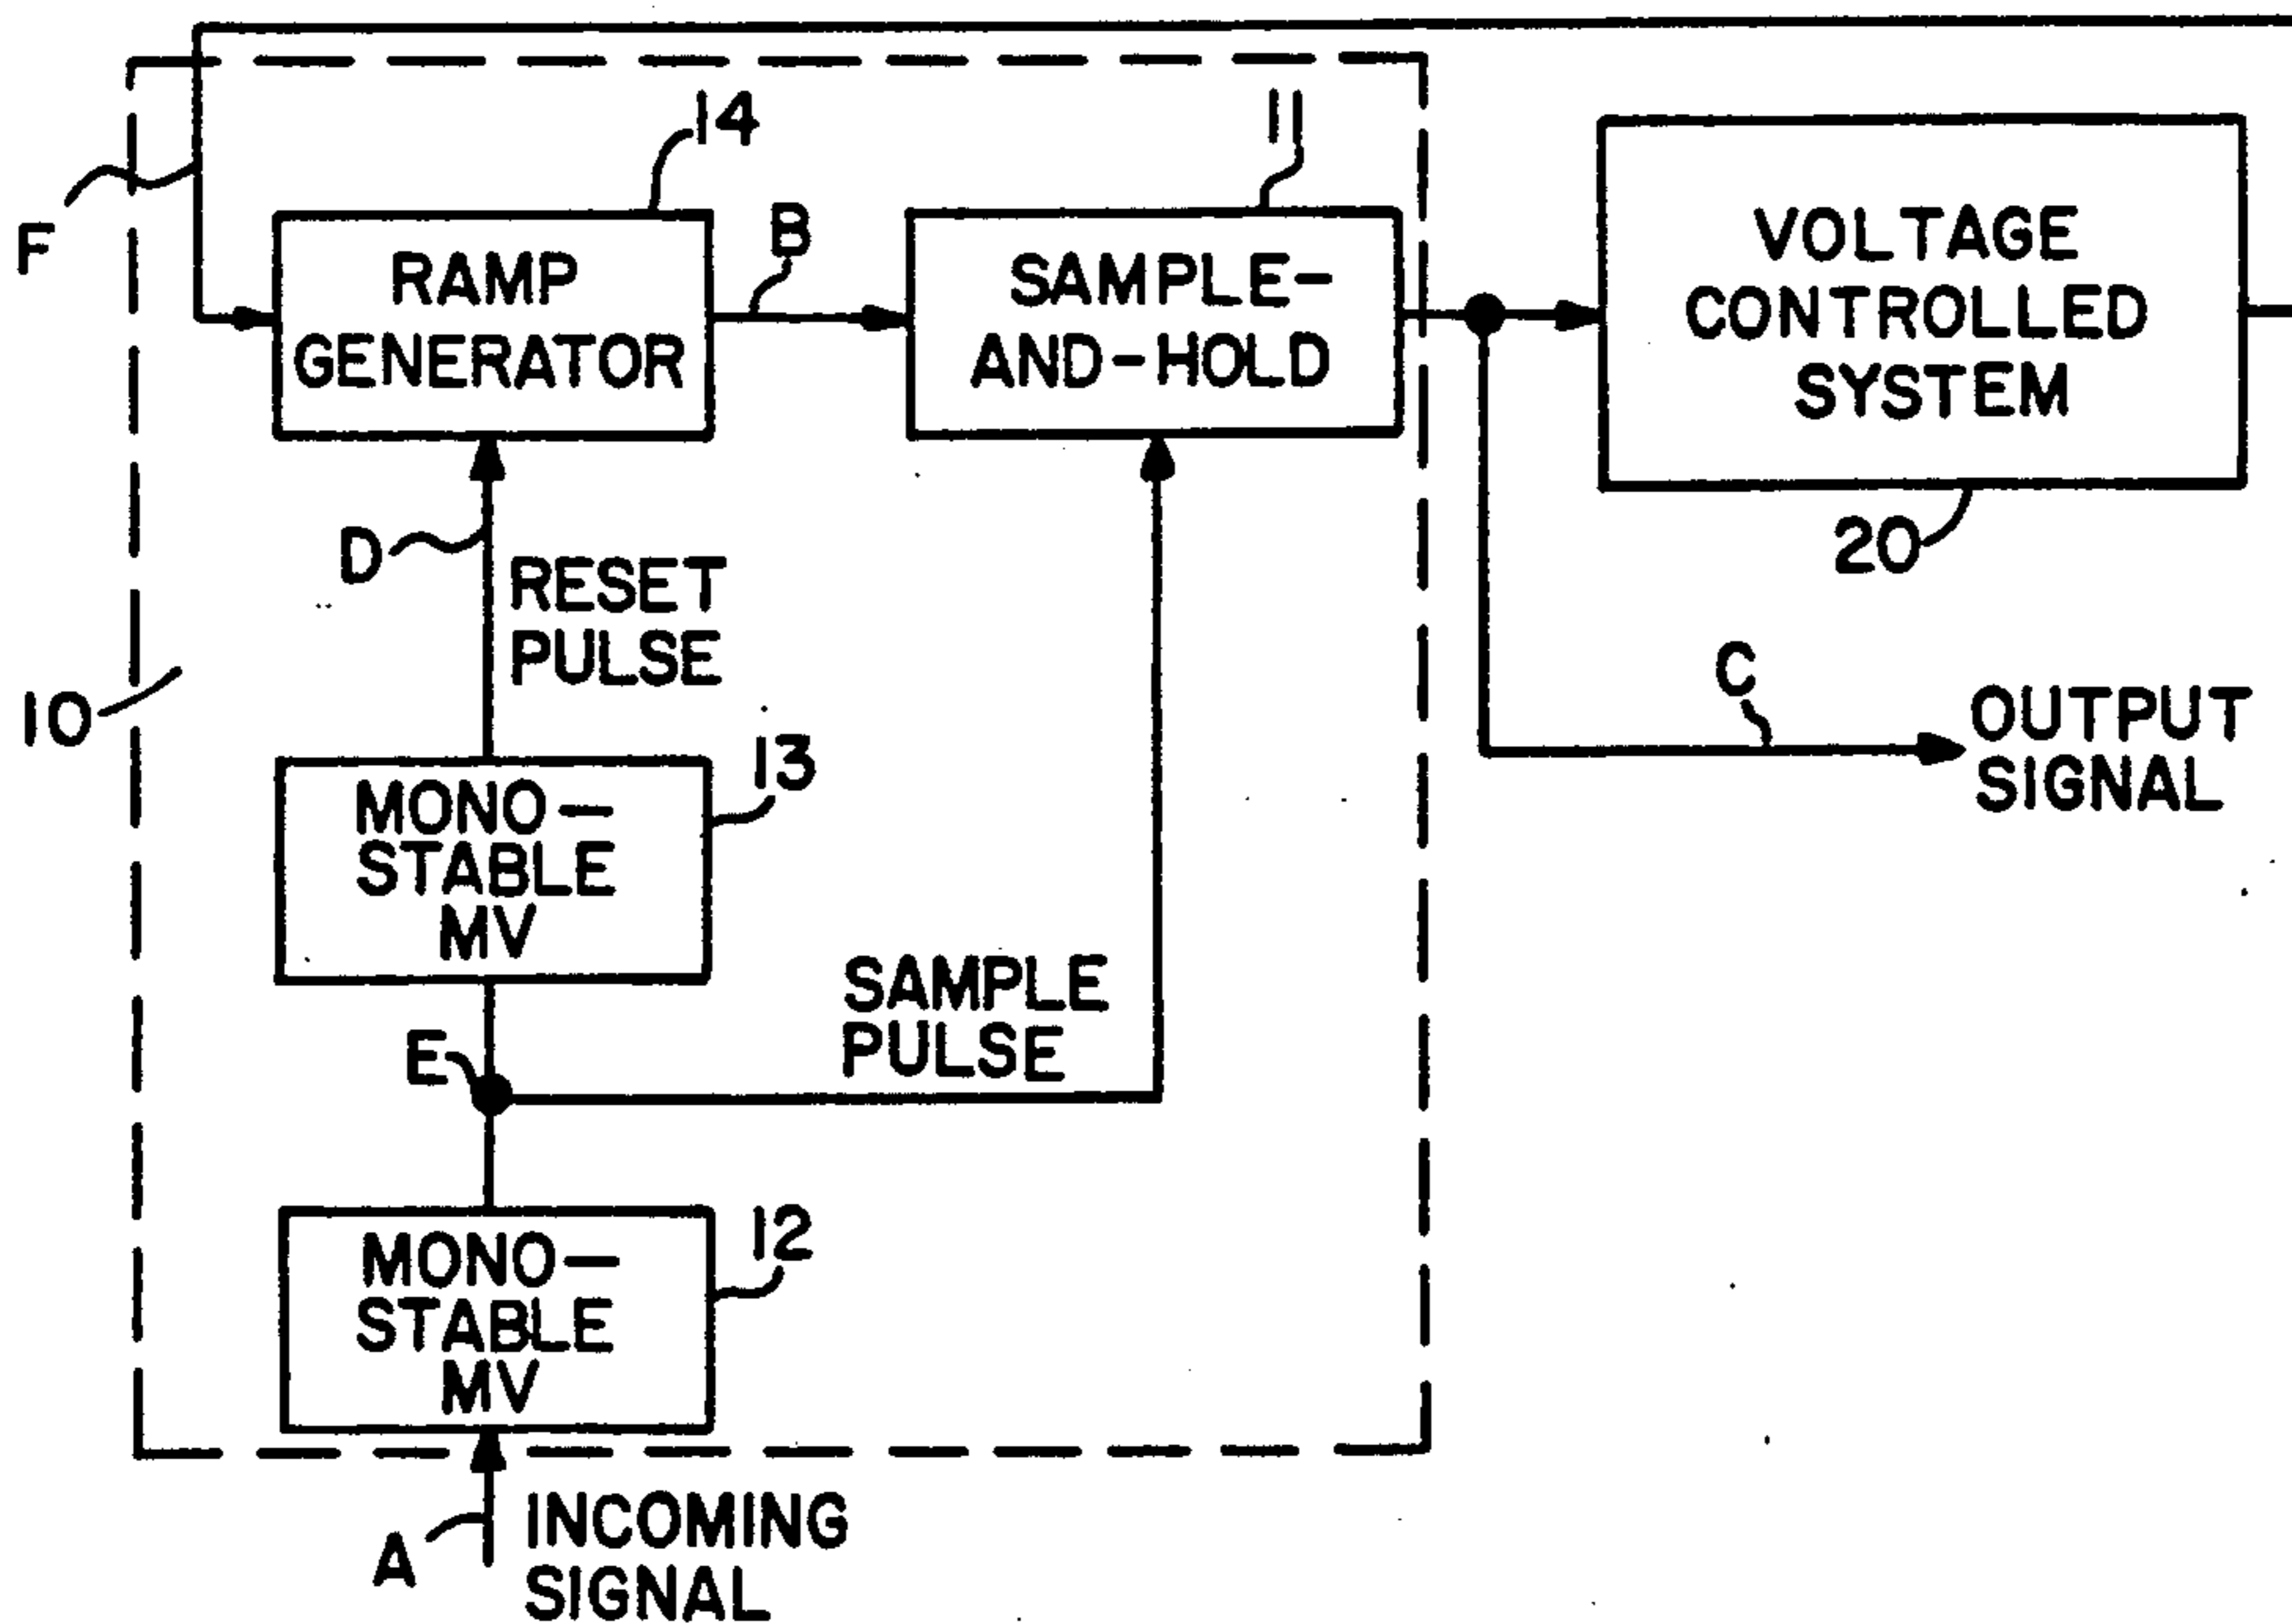 14
11
F
B
RAMP
GENERATOR
SAMPLE-
AND-HOLD
VOLTAGE
CONTROLLED
SYSTEM
20
D
RESET
PULSE
10
C
OUTPUT
SIGNAL
13
MONO-
STABLE
MV
SAMPLE
PULSE
E
12
MONO-
STABLE
MV
A
INCOMING
SIGNAL